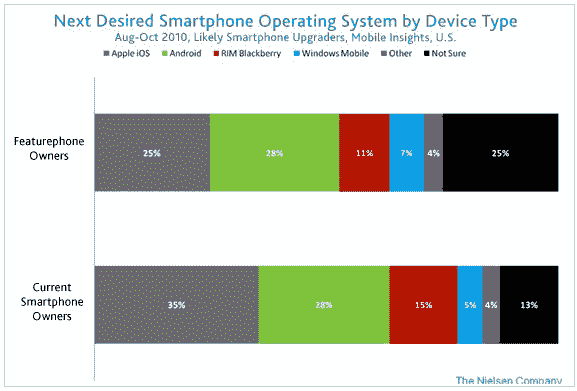 Next Desired Smartphone Operating System by Device Type
Aug-Oct 2010, Likely Smartphone Upgraders, Mobile Insights, U.S.
Apple iOS Android RIM Blackberry Windows Mobile Other Not Sure
Featurephone
Owners
25% 28% 11% 7% 4% 25%
Current
Smartphone
Owners
35% 28% 15% 5% 4% 13%
The Nielsen Company